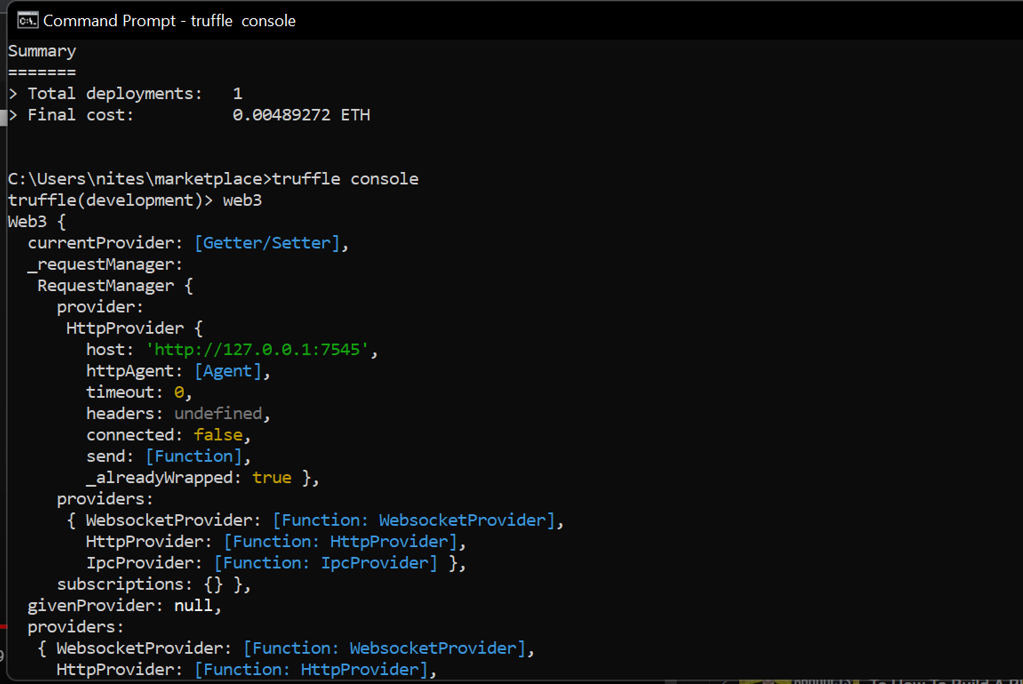 Command Prompt - truffle  console
Summary
=======
> Total deployments:   1
> Final cost:          0.00489272 ETH
C:\Users\nites\marketplace>truffle console
truffle(development)> web3
Web3 {
  currentProvider: [Getter/Setter],
  _requestManager:
   RequestManager {
     provider:
      HttpProvider {
        host: 'http://127.0.0.1:7545',
        httpAgent: [Agent],
        timeout: 0,
        headers: undefined,
        connected: false,
        send: [Function],
        _alreadyWrapped: true },
     providers:
      { WebsocketProvider: [Function: WebsocketProvider],
        HttpProvider: [Function: HttpProvider],
        IpcProvider: [Function: IpcProvider] },
     subscriptions: {} },
  givenProvider: null,
  providers:
   { WebsocketProvider: [Function: WebsocketProvider],
     HttpProvider: [Function: HttpProvider],